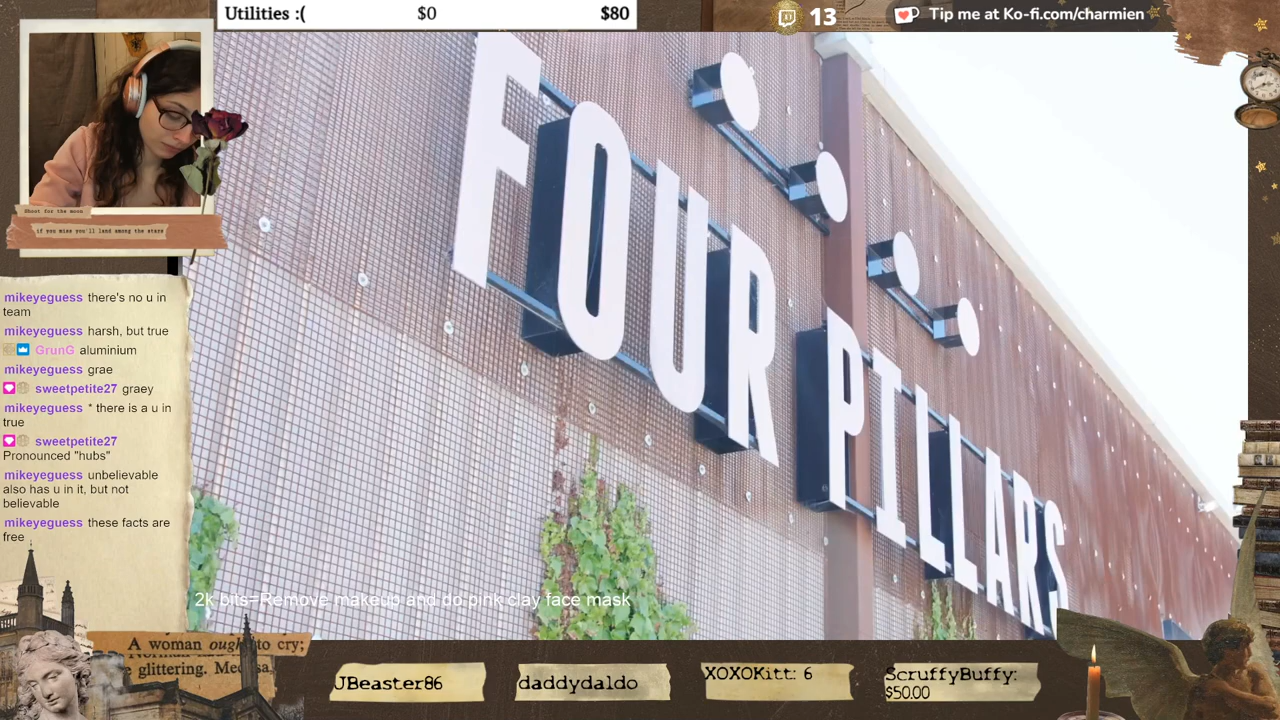 Utilities :(
$0
$80
13
Tip me at Ko-fi.com/charmien
Shoot for the moon
if you miss you'll land among the stars
FOUR PILLARS
mikeyeguess there's no u in
team
mikeyeguess harsh, but true
GrunG aluminium
mikeyeguess grae
sweetpetite27 graey
mikeyeguess * there is a u in
true
sweetpetite27
Pronounced "hubs"
mikeyeguess unbelievable
also has u in it, but not
believable
mikeyeguess these facts are
free
2k bits=Remove makeup and do pink clay face mask
A woman ought to cry;
glittering.
JBeaster86
daddydaldo
XOXOKitt: 6
ScruffyBuffy:
$50.00